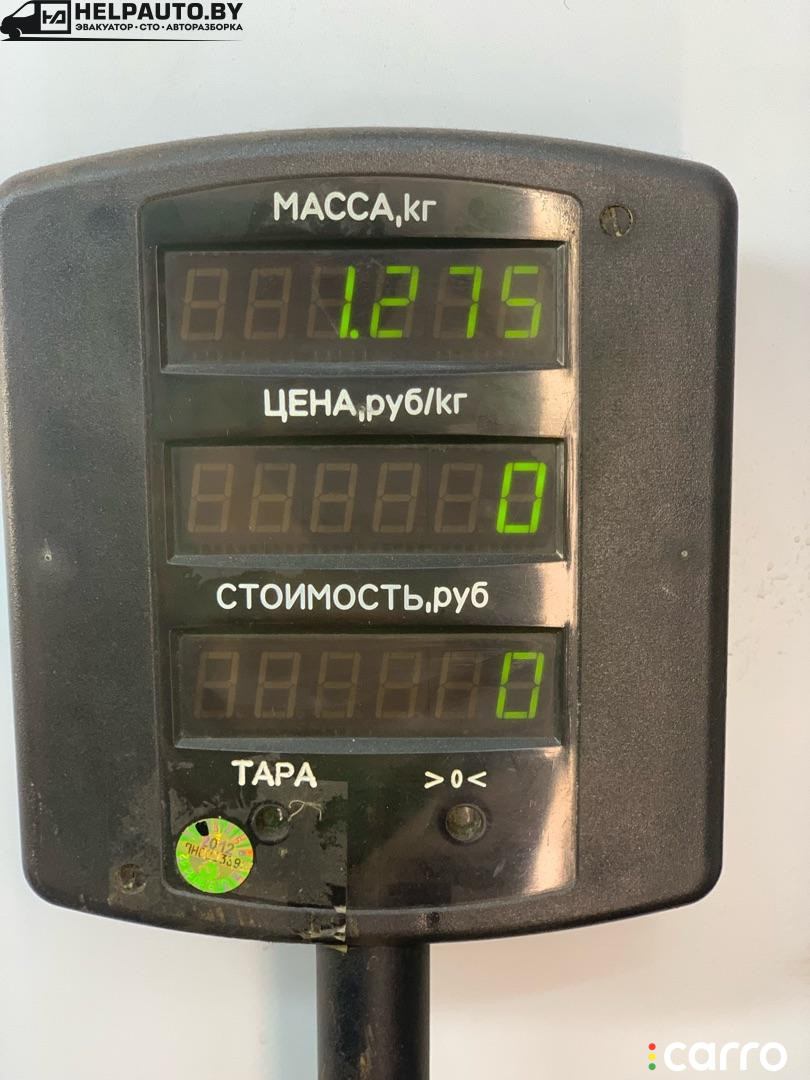 HELPAUTO.BY
ЭВАКУАТОР · СТО · АВТОРАЗБОРКА
МАССА,кг
1.275
ЦЕНА,руб/кг
0
СТОИМОСТЬ,руб
0
ТАРА >0<
2012
carro